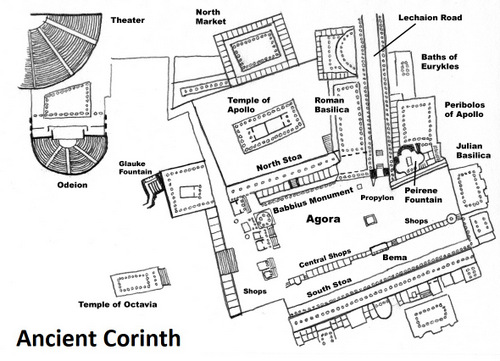 Theater
North
Market
Lechaion Road
Baths of
Eurykles
Temple of
Apollo
Roman
Basilica
Peribolos
of Apollo
Julian
Basilica
Glauke
Fountain
North Stoa
Odeion
Babbius Monument
Propylon
Peirene
Fountain
Agora
Shops
Central Shops
Bema
Shops
South Stoa
Temple of Octavia
Ancient Corinth